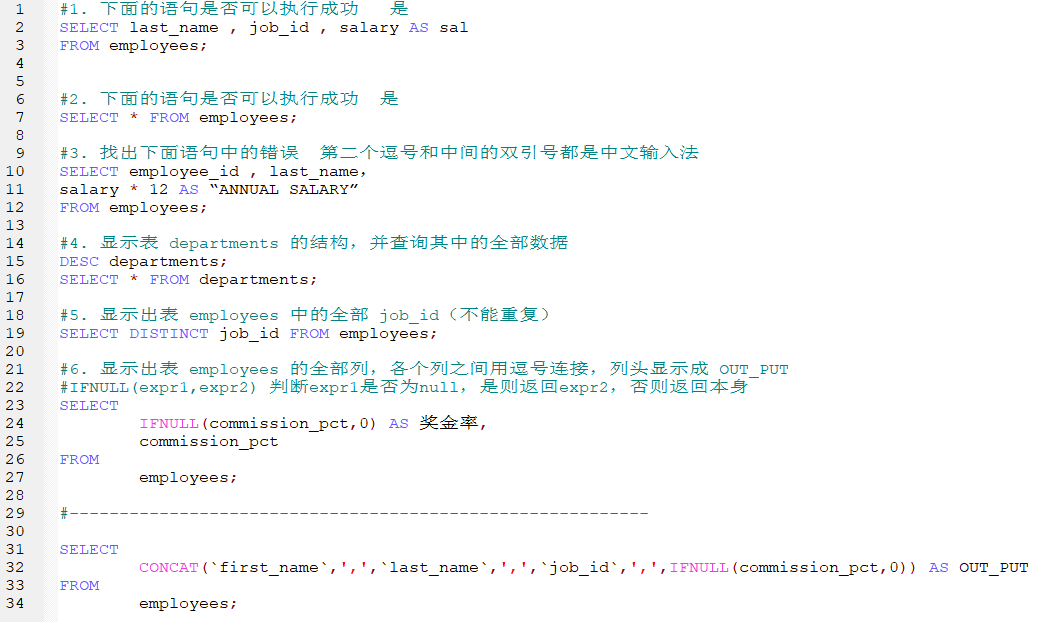 1 #1. 下面的语句是否可以执行成功   是
2 SELECT last_name , job_id , salary AS sal
3 FROM employees;
4
5
6 #2. 下面的语句是否可以执行成功  是
7 SELECT * FROM employees;
8
9 #3. 找出下面语句中的错误  第二个逗号和中间的双引号都是中文输入法
10 SELECT employee_id , last_name，
11 salary * 12 AS “ANNUAL SALARY”
12 FROM employees;
13
14 #4. 显示表 departments 的结构，并查询其中的全部数据
15 DESC departments;
16 SELECT * FROM departments;
17
18 #5. 显示出表 employees 中的全部 job_id（不能重复）
19 SELECT DISTINCT job_id FROM employees;
20
21 #6. 显示出表 employees 的全部列，各个列之间用逗号连接，列头显示成 OUT_PUT
22 #IFNULL(expr1,expr2) 判断expr1是否为null，是则返回expr2，否则返回本身
23 SELECT
24         IFNULL(commission_pct,0) AS 奖金率,
25         commission_pct
26 FROM
27         employees;
28
29 #----------------------------------------------------------
30
31 SELECT
32         CONCAT(`first_name`,',',`last_name`,',',`job_id`,',',IFNULL(commission_pct,0)) AS OUT_PUT
33 FROM
34         employees;